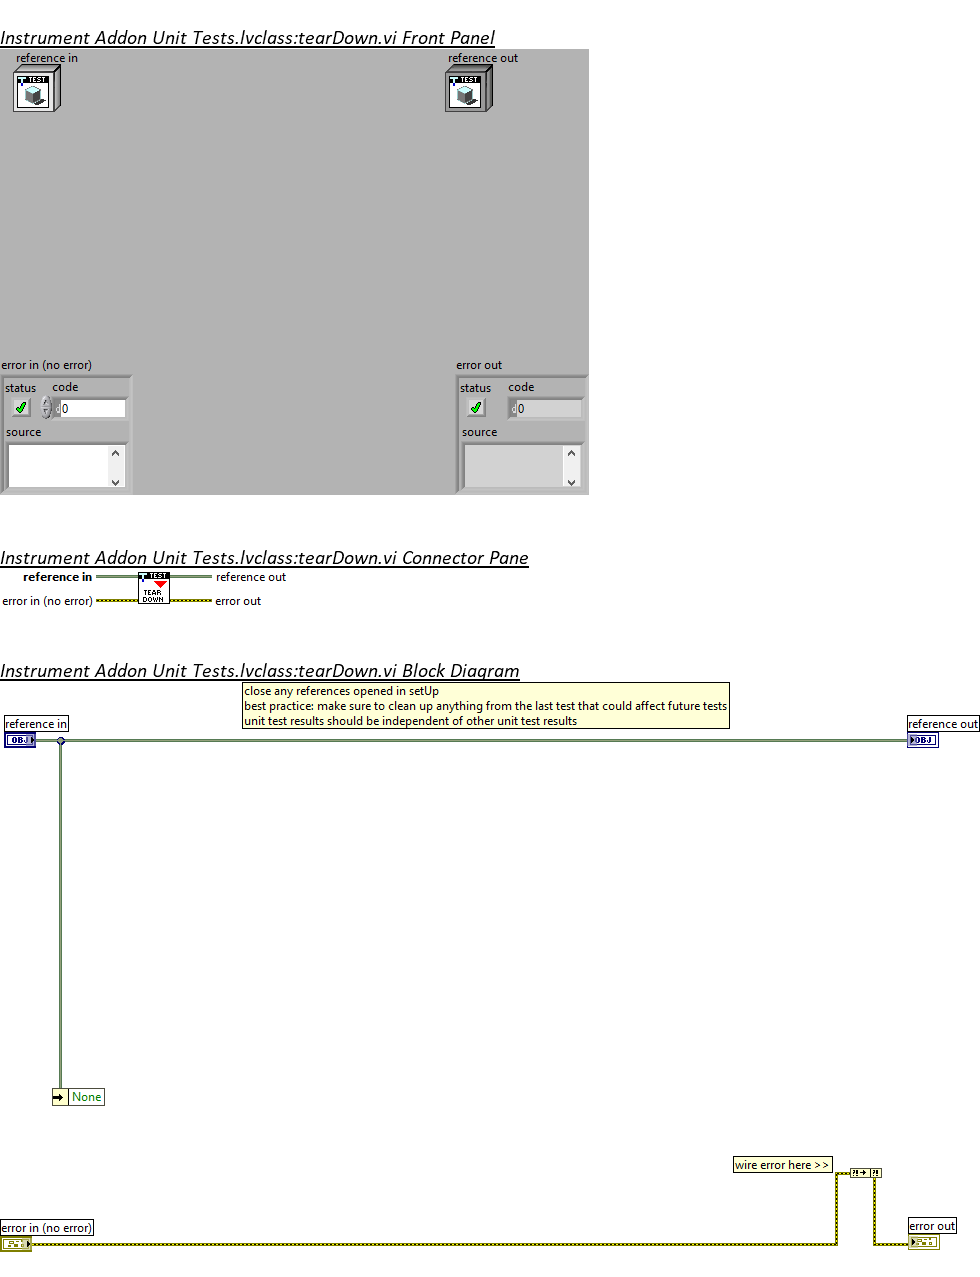 Instrument Addon Unit Tests.lvclass:tearDown.vi Front Panel
reference in
reference out
TEST
TEST
error in (no error)
error out
status code
status code
d 0
d 0
source
source
Instrument Addon Unit Tests.lvclass:tearDown.vi Connector Pane
reference in
TEST
reference out
TEAR
DOWN
error in (no error)
error out
Instrument Addon Unit Tests.lvclass:tearDown.vi Block Diagram
close any references opened in setUp
best practice: make sure to clean up anything from the last test that could affect future tests
unit test results should be independent of other unit test results
reference in
reference out
OBJ
OBJ
None
wire error here >>
?! ?!
error in (no error)
error out